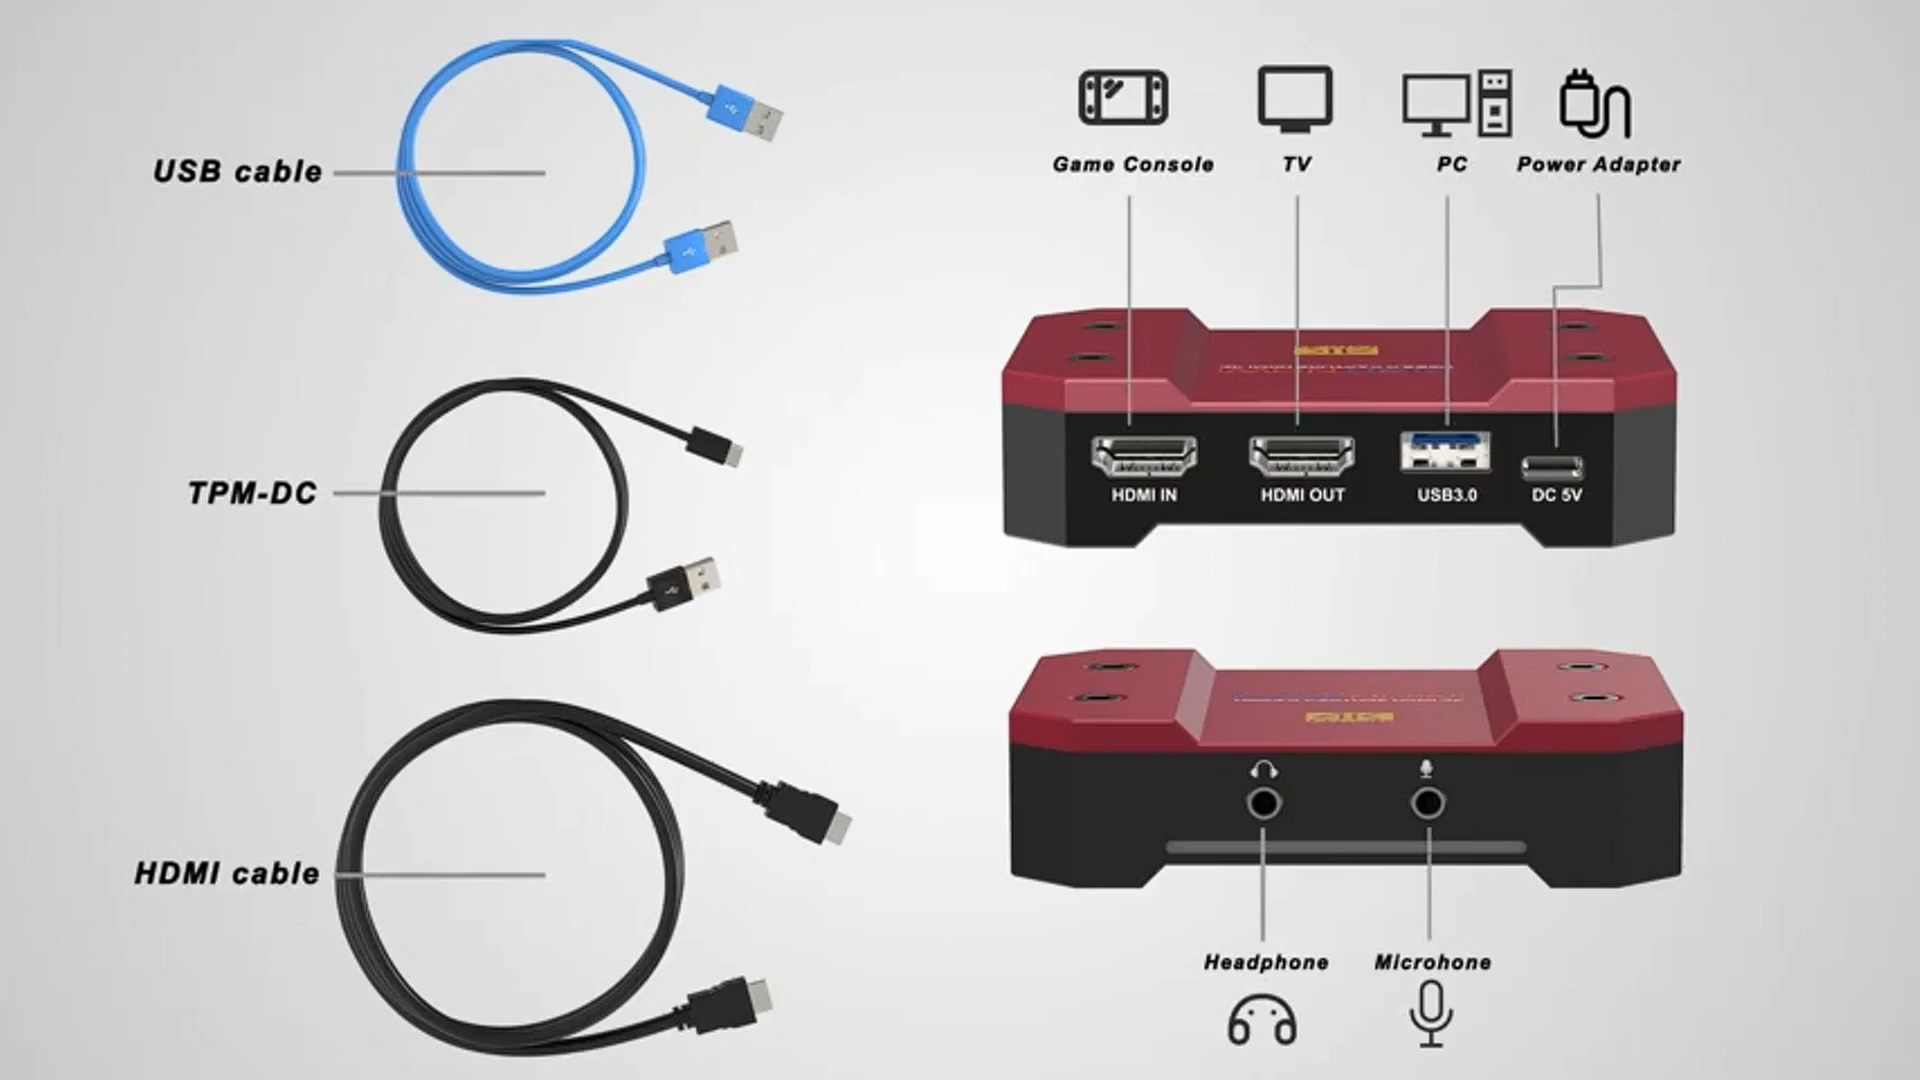 USB cable
TPM-DC
HDMI cable
Game Console
TV
PC
Power Adapter
HDMI IN
HDMI OUT
USB3.0
DC 5V
Headphone
Microhone